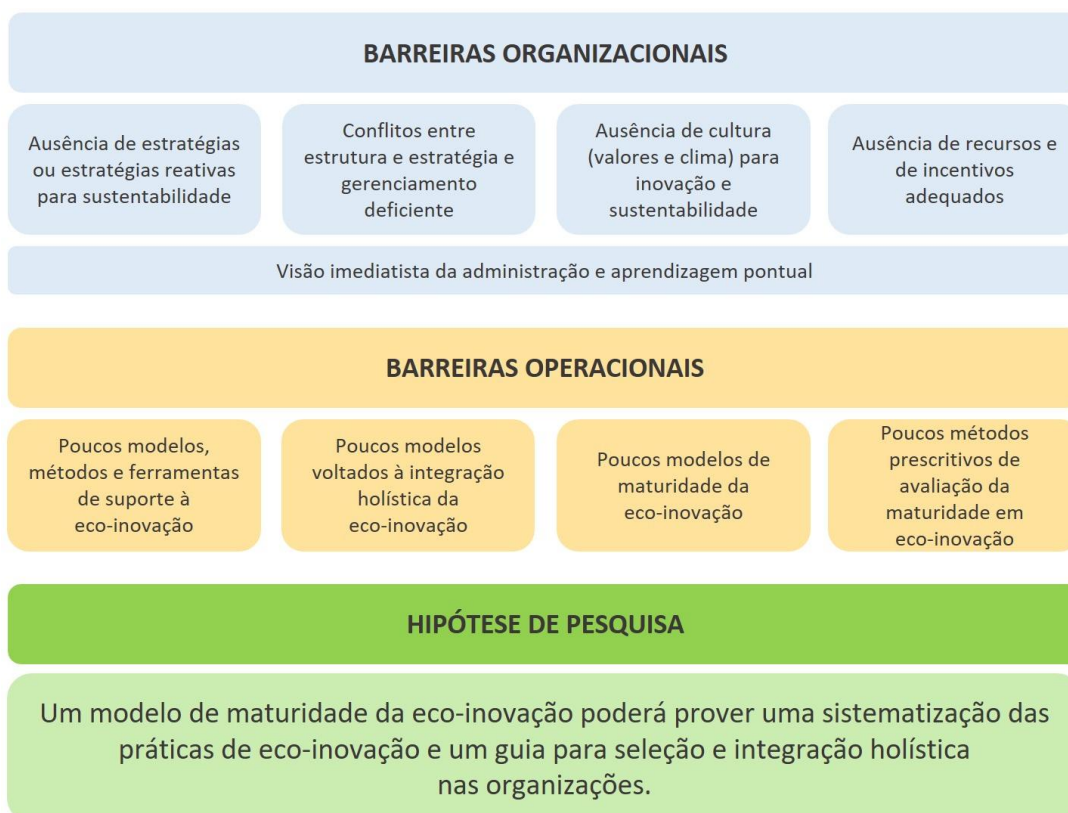 BARREIRAS ORGANIZACIONAIS
Ausência de estratégias
ou estratégias reativas
para sustentabilidade
Conflitos entre
estrutura e estratégia e
gerenciamento
deficiente
Ausência de cultura
(valores e clima) para
inovação e
sustentabilidade
Ausência de recursos e
de incentivos
adequados
Visão imediatista da administração e aprendizagem pontual
BARREIRAS OPERACIONAIS
Poucos modelos,
métodos e ferramentas
de suporte à
eco-inovação
Poucos modelos
voltados à integração
holística da
eco-inovação
Poucos modelos de
maturidade da
eco-inovação
Poucos métodos
prescritivos de
avaliação da
maturidade em
eco-inovação
HIPÓTESE DE PESQUISA
Um modelo de maturidade da eco-inovação poderá prover uma sistematização das
práticas de eco-inovação e um guia para seleção e integração holística
nas organizações.